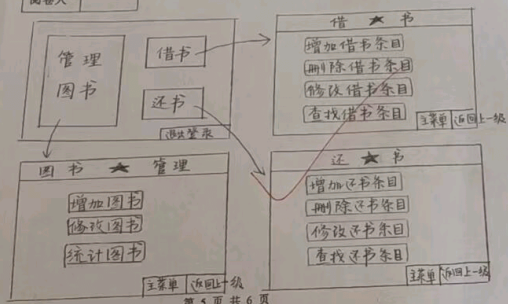 管理
图书
借书
还书
退出登录
借 ★ 书
增加借书条目
删除借书条目
修改借书条目
查找借书条目
主菜单 返回上一级
图书 ★ 管理
增加图书
修改图书
统计图书
主菜单 返回上一级
还 ★ 书
增加还书条目
删除还书条目
修改还书条目
查找还书条目
主菜单 返回上一级
第 5 页 共 6 页